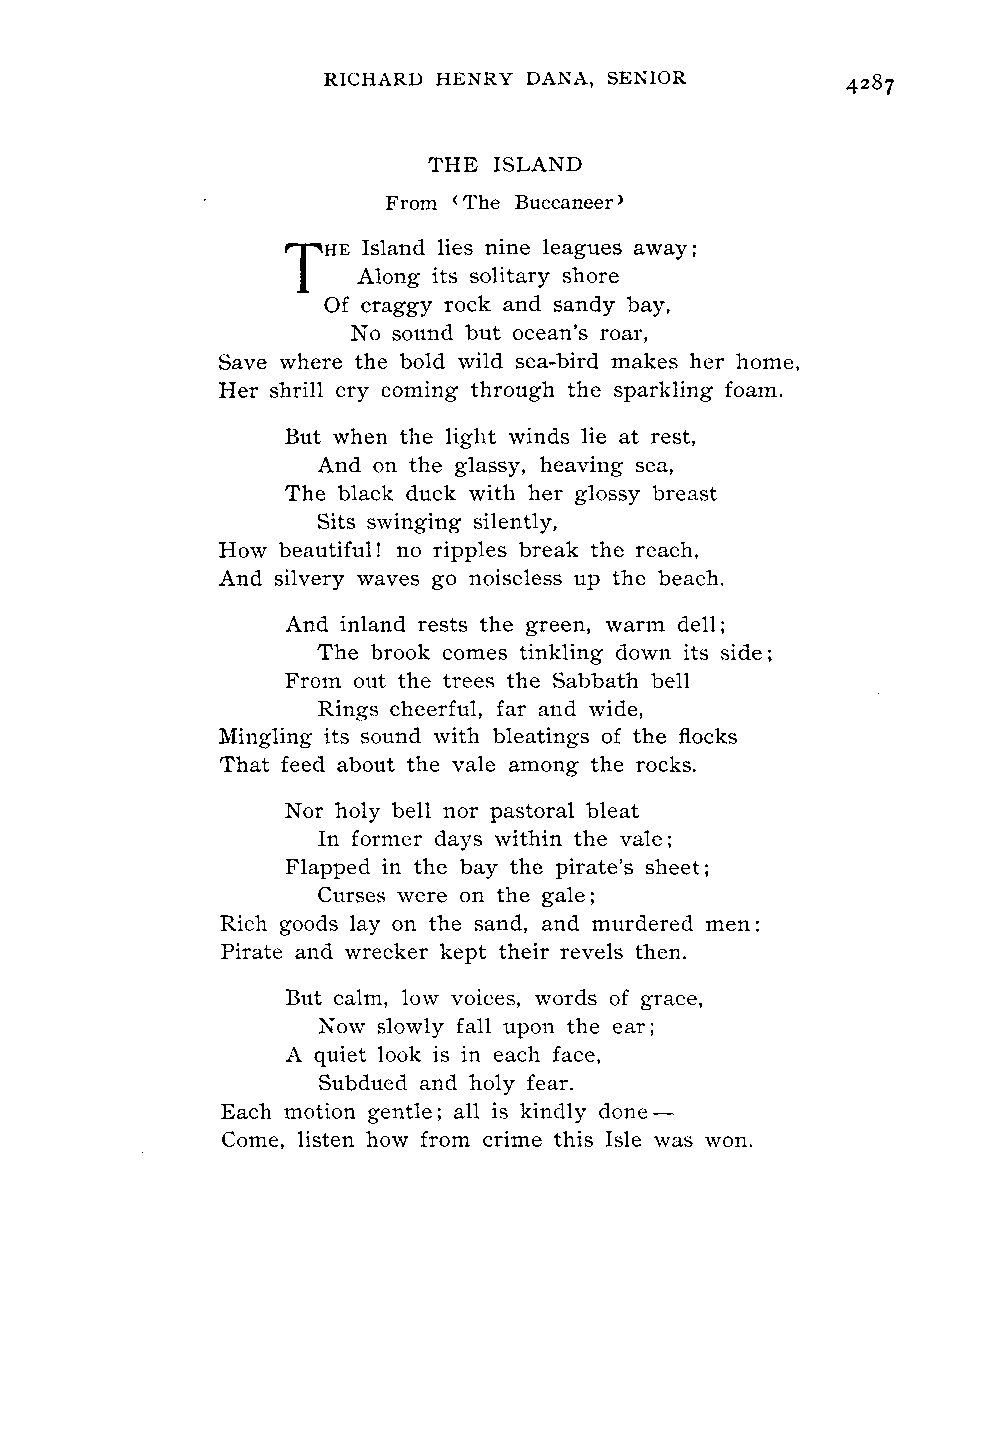 RICHARD HENRY DANA, SENIOR 4287
THE ISLAND
From ‹The Buccaneer›
THE Island lies nine leagues away;
Along its solitary shore
Of craggy rock and sandy bay,
No sound but ocean's roar,
Save where the bold wild sea-bird makes her home,
Her shrill cry coming through the sparkling foam.
But when the light winds lie at rest,
And on the glassy, heaving sea,
The black duck with her glossy breast
Sits swinging silently,
How beautiful! no ripples break the reach,
And silvery waves go noiseless up the beach.
And inland rests the green, warm dell;
The brook comes tinkling down its side;
From out the trees the Sabbath bell
Rings cheerful, far and wide,
Mingling its sound with bleatings of the flocks
That feed about the vale among the rocks.
Nor holy bell nor pastoral bleat
In former days within the vale;
Flapped in the bay the pirate's sheet;
Curses were on the gale;
Rich goods lay on the sand, and murdered men:
Pirate and wrecker kept their revels then.
But calm, low voices, words of grace,
Now slowly fall upon the ear;
A quiet look is in each face,
Subdued and holy fear.
Each motion gentle; all is kindly done—
Come, listen how from crime this Isle was won.